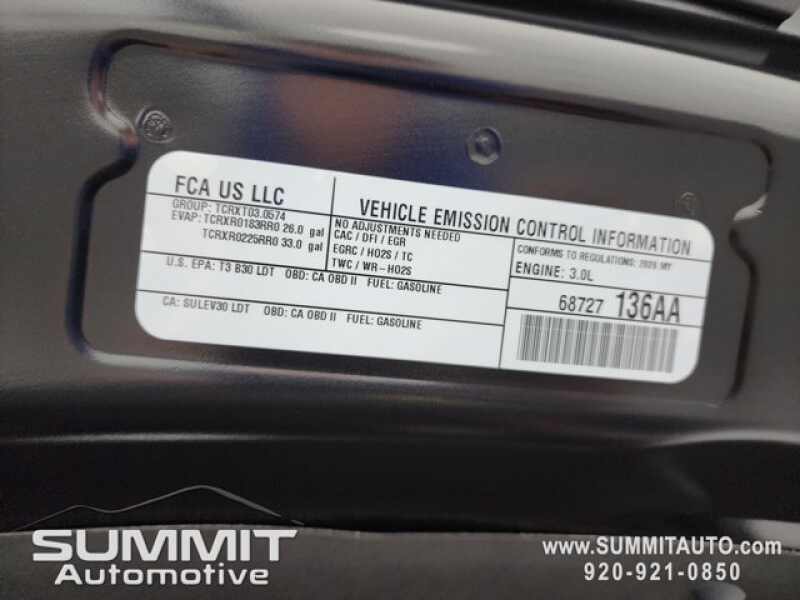 FCA US LLC
GROUP: TCRXT03.0574
EVAP: TCRXR0183RR0 26.0 gal
TCRXR0225RR0 33.0 gal
VEHICLE EMISSION CONTROL INFORMATION
NO ADJUSTMENTS NEEDED
CAC / DFI / EGR
EGRC / HO2S / TC
TWC / WR-HO2S
CONFORMS TO REGULATIONS: 2026 MY
ENGINE: 3.0L
U.S. EPA: T3 B30 LDT OBD: CA OBD II FUEL: GASOLINE
CA: SULEV30 LDT OBD: CA OBD II FUEL: GASOLINE
68727 136AA
SUMMIT
Automotive
www.SUMMITAUTO.com
920-921-0850